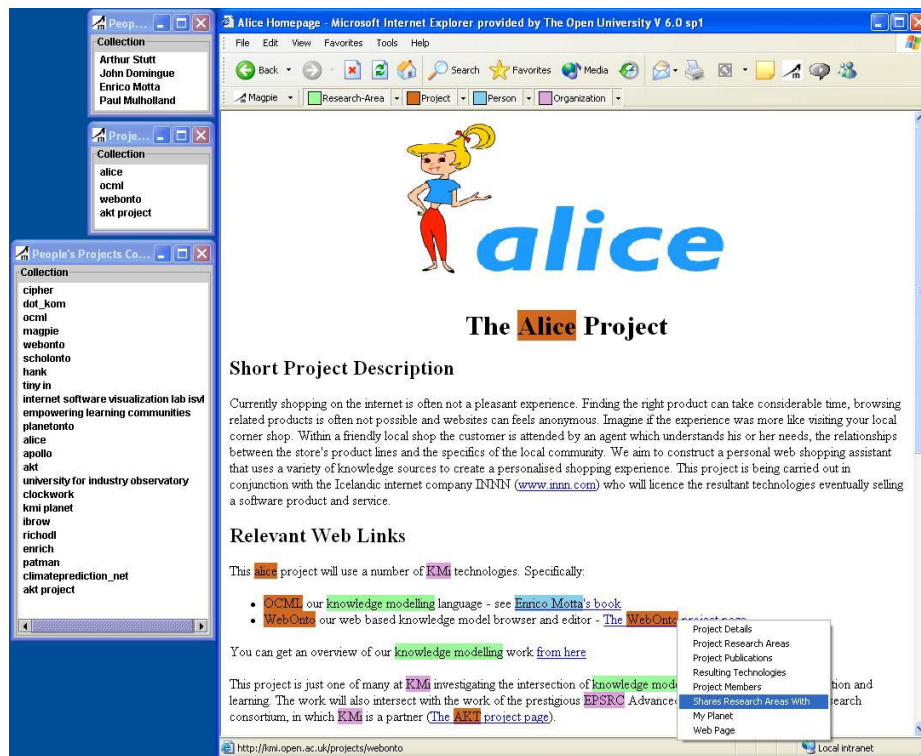 Peop...
Collection
Arthur Stutt
John Domingue
Enrico Motta
Paul Mulholland
Proje...
Collection
alice
ocml
webonto
akt project
People's Projects Co...
Collection
cipher
dot_kom
ocml
magpie
webonto
scholonto
hank
tiny in
internet software visualization lab isvl
empowering learning communities
planetonto
alice
apollo
akt
university for industry observatory
clockwork
kmi planet
ibrow
richodl
enrich
patman
climateprediction_net
akt project
Alice Homepage - Microsoft Internet Explorer provided by The Open University V 6.0 sp1
File Edit View Favorites Tools Help
Back Search Favorites Media
Magpie Research-Area Project Person Organization
alice
The Alice Project
Short Project Description
Currently shopping on the internet is often not a pleasant experience. Finding the right product can take considerable time, browsing
related products is often not possible and websites can feels anonymous. Imagine if the experience was more like visiting your local
corner shop. Within a friendly local shop the customer is attended by an agent which understands his or her needs, the relationships
between the store's product lines and the specifics of the local community. We aim to construct a personal web shopping assistant
that uses a variety of knowledge sources to create a personalised shopping experience. This project is being carried out in
conjunction with the Icelandic internet company INNN (www.innn.com) who will licence the resultant technologies eventually selling
a software product and service.
Relevant Web Links
This alice project will use a number of KMi technologies. Specifically:
• OCML our knowledge modelling language - see Enrico Motta's book
• WebOnto our web based knowledge model browser and editor - The WebOnto project page
You can get an overview of our knowledge modelling work from here
This project is just one of many at KMi investigating the intersection of knowledge mod tion and
learning. The work will also intersect with the work of the prestigious EPSRC Advanc search
consortium, in which KMi is a partner (The AKT project page).
Project Details
Project Research Areas
Project Publications
Resulting Technologies
Project Members
Shares Research Areas With
My Planet
Web Page
http://kmi.open.ac.uk/projects/webonto
Local intranet